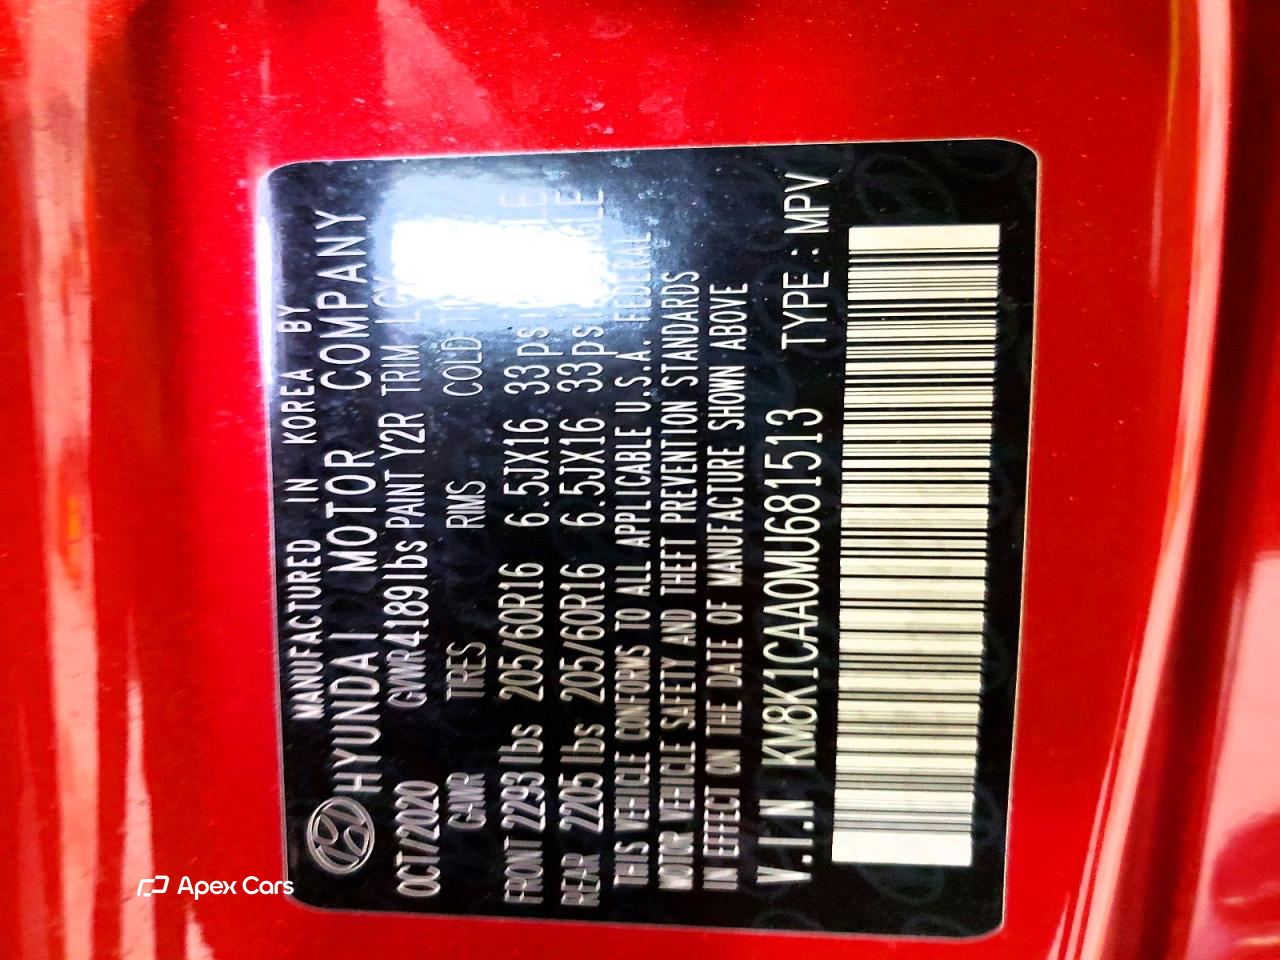 MANUFACTURED IN KOREA BY
HYUNDAI MOTOR COMPANY
OCT/2020 GVWR4189lbs PAINT Y2R TRIM LGY
GAWR TIRES RIMS COLD
FRONT 2293 lbs 205/60R16 6.5JX16 33psi
REAR 2205 lbs 205/60R16 6.5JX16 33psi
THIS VEHICLE CONFORMS TO ALL APPLICABLE U.S.A. FEDERAL
MOTOR VEHICLE SAFETY AND THEFT PREVENTION STANDARDS
IN EFFECT ON THE DATE OF MANUFACTURE SHOWN ABOVE
V.I.N KM8K1CAA0MU681513 TYPE : MPV
Apex Cars